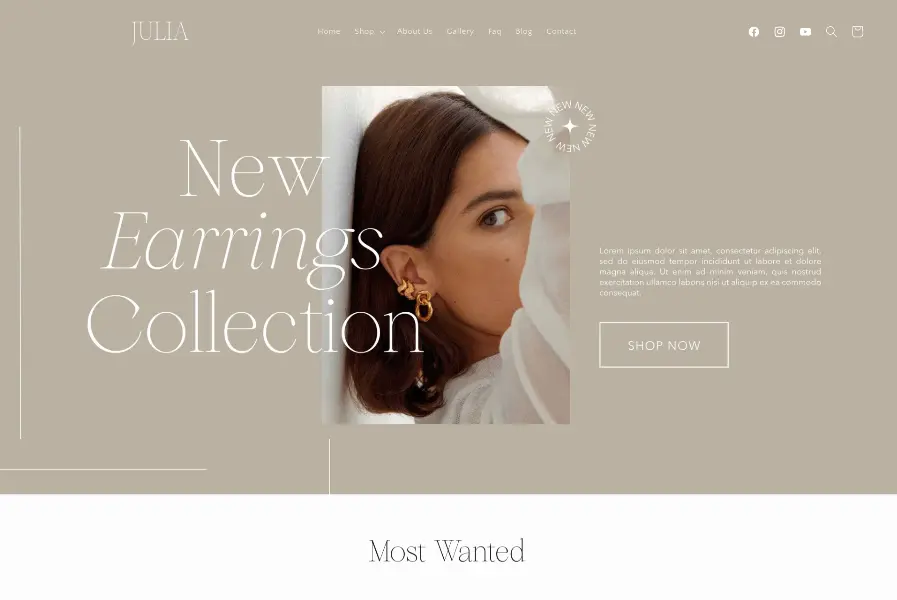 JULIA
Home Shop About Us Gallery Faq Blog Contact
NEW NEW NEW NEW NEW NEW
New
Earrings
Collection
Lorem ipsum dolor sit amet, consectetur adipiscing elit,
sed do eiusmod tempor incididunt ut labore et dolore
magna aliqua. Ut enim ad minim veniam, quis nostrud
exercitation ullamco laboris nisi ut aliquip ex ea commodo
consequat.
SHOP NOW
Most Wanted